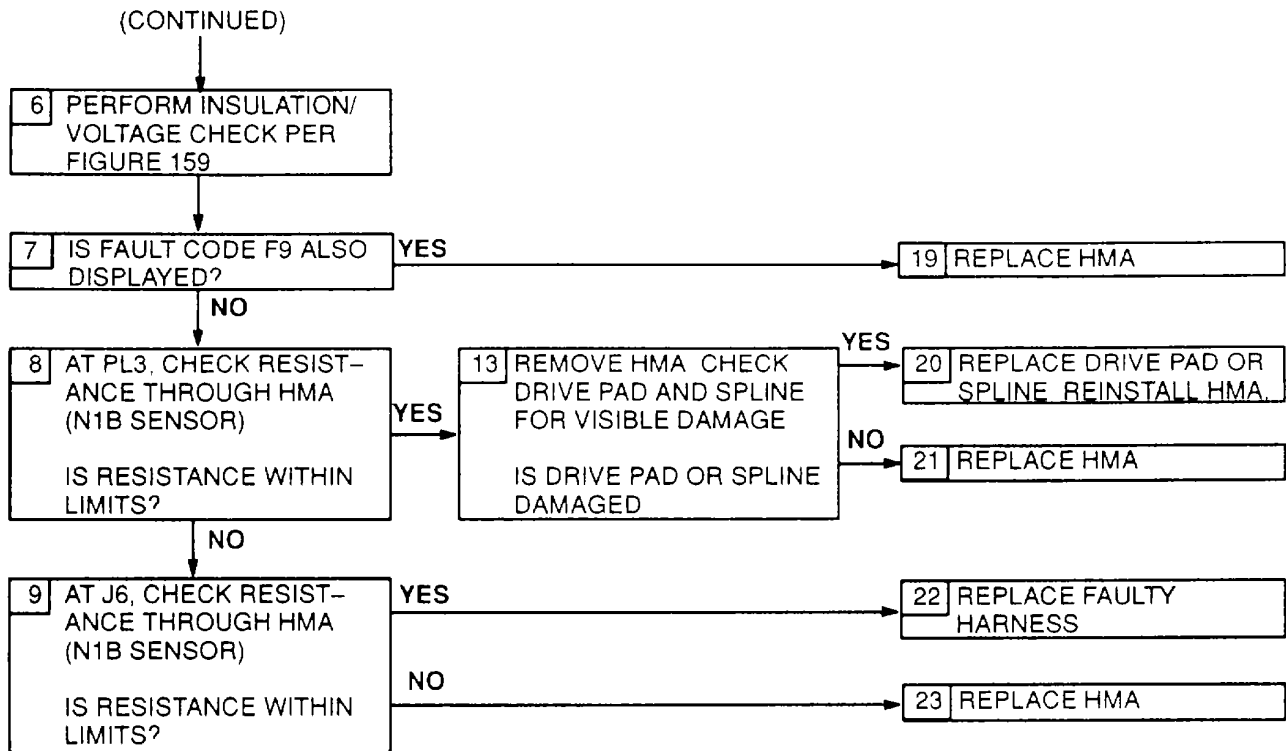 (CONTINUED)
6 PERFORM INSULATION/
VOLTAGE CHECK PER
FIGURE 159
7 IS FAULT CODE F9 ALSO
DISPLAYED?
YES
19 REPLACE HMA
NO
8 AT PL3, CHECK RESIST-
ANCE THROUGH HMA
(N1B SENSOR)
IS RESISTANCE WITHIN
LIMITS?
YES
13 REMOVE HMA CHECK
DRIVE PAD AND SPLINE
FOR VISIBLE DAMAGE
IS DRIVE PAD OR SPLINE
DAMAGED
YES
20 REPLACE DRIVE PAD OR
SPLINE REINSTALL HMA.
NO
21 REPLACE HMA
NO
9 AT J6, CHECK RESIST-
ANCE THROUGH HMA
(N1B SENSOR)
IS RESISTANCE WITHIN
LIMITS?
YES
22 REPLACE FAULTY
HARNESS
NO
23 REPLACE HMA